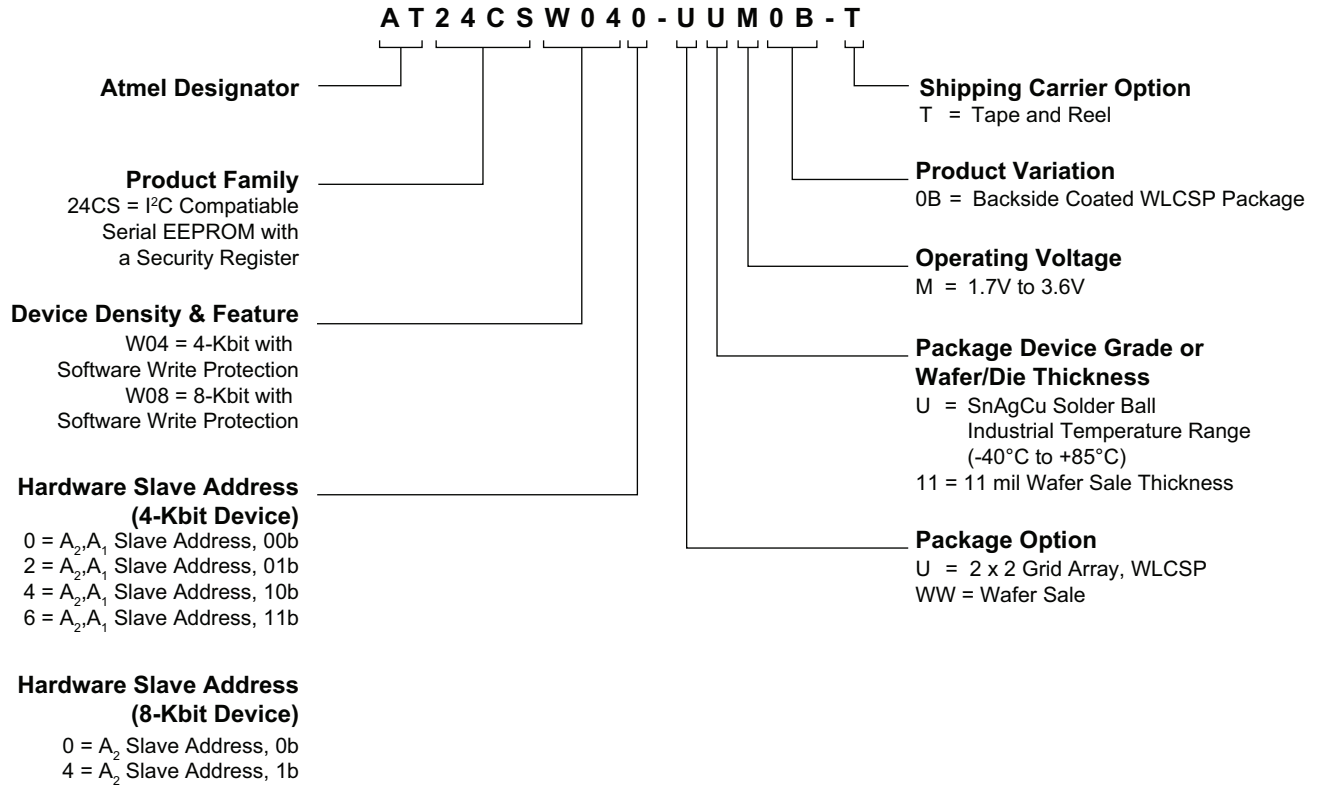 AT24CSW040-UUM0B-T
Atmel Designator
Product Family
24CS = I²C Compatiable
Serial EEPROM with
a Security Register
Device Density & Feature
W04 = 4-Kbit with
Software Write Protection
W08 = 8-Kbit with
Software Write Protection
Hardware Slave Address
(4-Kbit Device)
0 = A₂,A₁ Slave Address, 00b
2 = A₂,A₁ Slave Address, 01b
4 = A₂,A₁ Slave Address, 10b
6 = A₂,A₁ Slave Address, 11b
Hardware Slave Address
(8-Kbit Device)
0 = A₂ Slave Address, 0b
4 = A₂ Slave Address, 1b
Shipping Carrier Option
T = Tape and Reel
Product Variation
0B = Backside Coated WLCSP Package
Operating Voltage
M = 1.7V to 3.6V
Package Device Grade or
Wafer/Die Thickness
U = SnAgCu Solder Ball
Industrial Temperature Range
(-40°C to +85°C)
11 = 11 mil Wafer Sale Thickness
Package Option
U = 2 x 2 Grid Array, WLCSP
WW = Wafer Sale